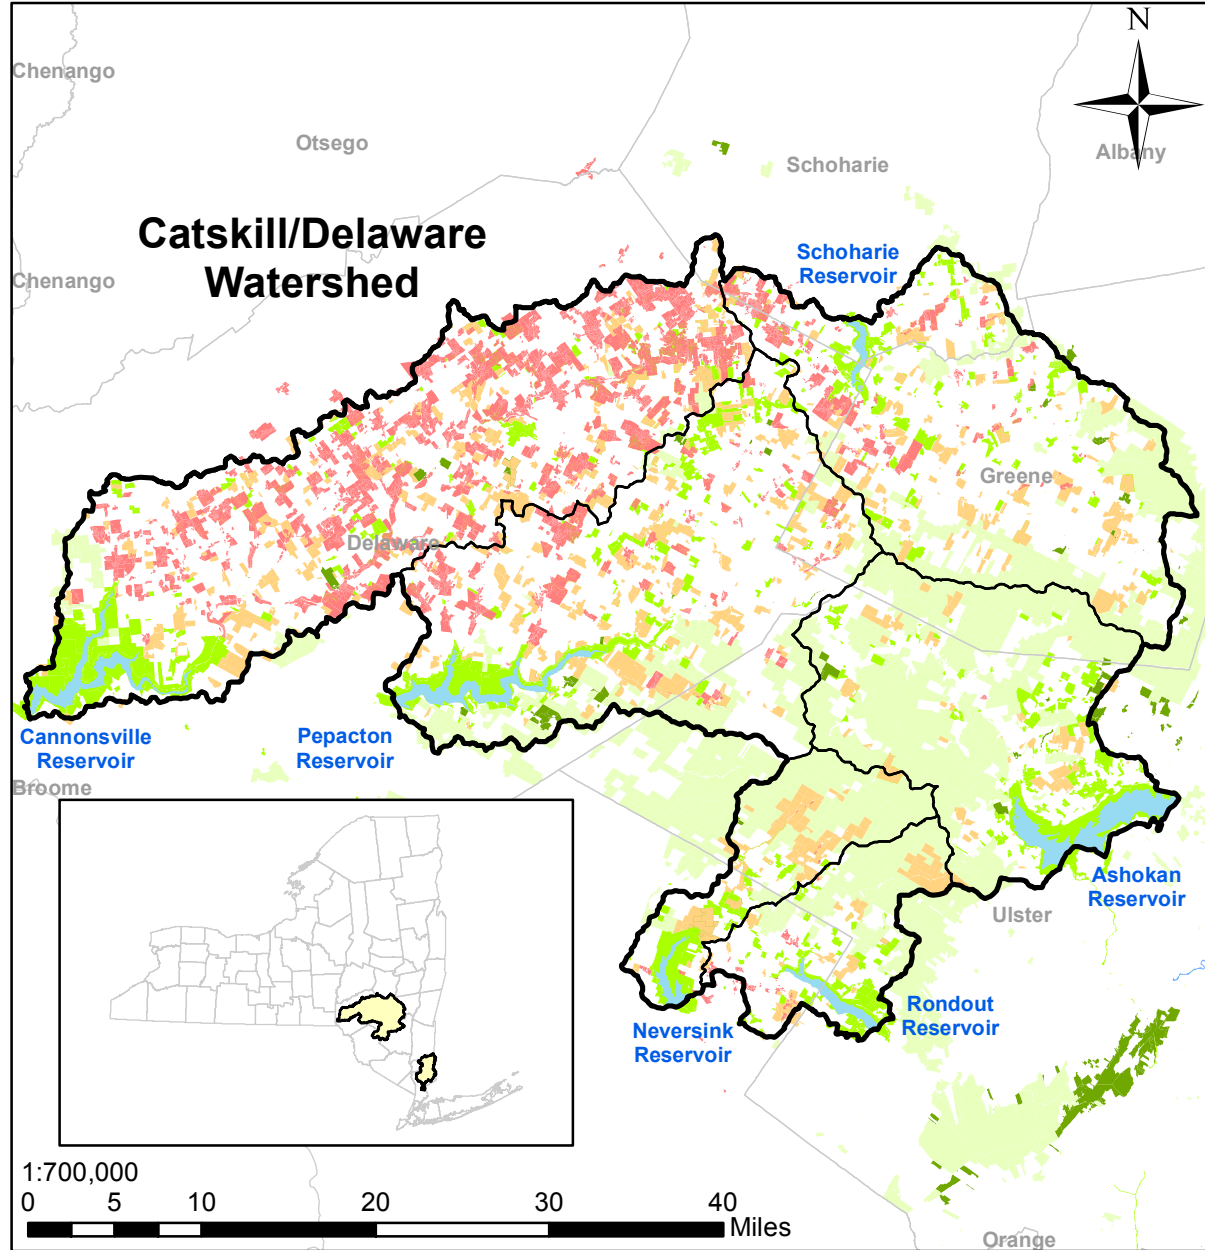 N
Chenango
Otsego
Albany
Schoharie
Catskill/Delaware
Watershed
Schoharie
Reservoir
Chenango
Greene
Delaware
Cannonsville
Reservoir
Pepacton
Reservoir
Broome
Ashokan
Reservoir
Ulster
Rondout
Reservoir
Neversink
Reservoir
1:700,000
0 5 10 20 30 40
Miles
Orange